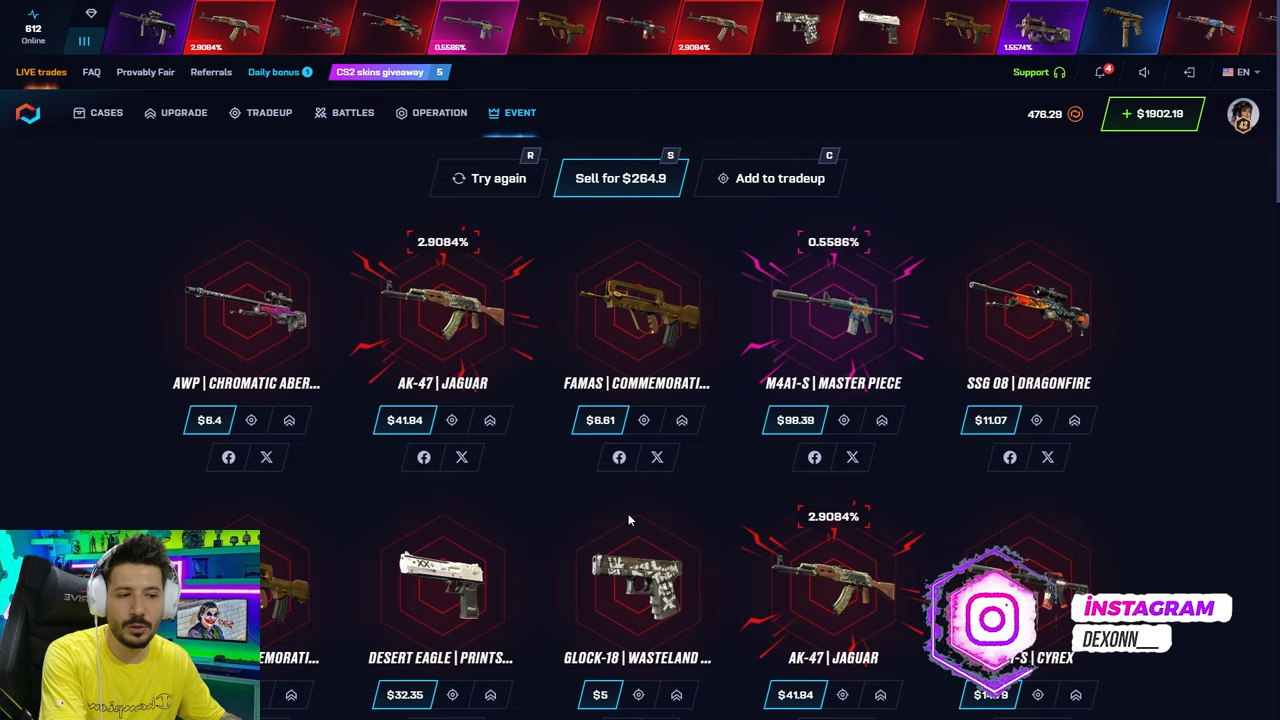 612
Online
2.9084%
0.5586%
2.9084%
1.5574%
LIVE trades
FAQ
Provably Fair
Referrals
Daily bonus 1
CS2 skins giveaway 5
Support
4
EN
CASES
UPGRADE
TRADEUP
BATTLES
OPERATION
EVENT
476.29
+ $1902.19
42
R
S
C
Try again
Sell for $264.9
Add to tradeup
2.9084%
0.5586%
AWP | CHROMATIC ABER...
AK-47 | JAGUAR
FAMAS | COMMEMORATI...
M4A1-S | MASTER PIECE
SSG 08 | DRAGONFIRE
$6.4
$41.84
$6.61
$98.39
$11.07
2.9084%
EMORATI...
DESERT EAGLE | PRINTS...
GLOCK-18 | WASTELAND ...
AK-47 | JAGUAR
-S | CYREX
$32.35
$5
$41.84
İNSTAGRAM
DEXONN__